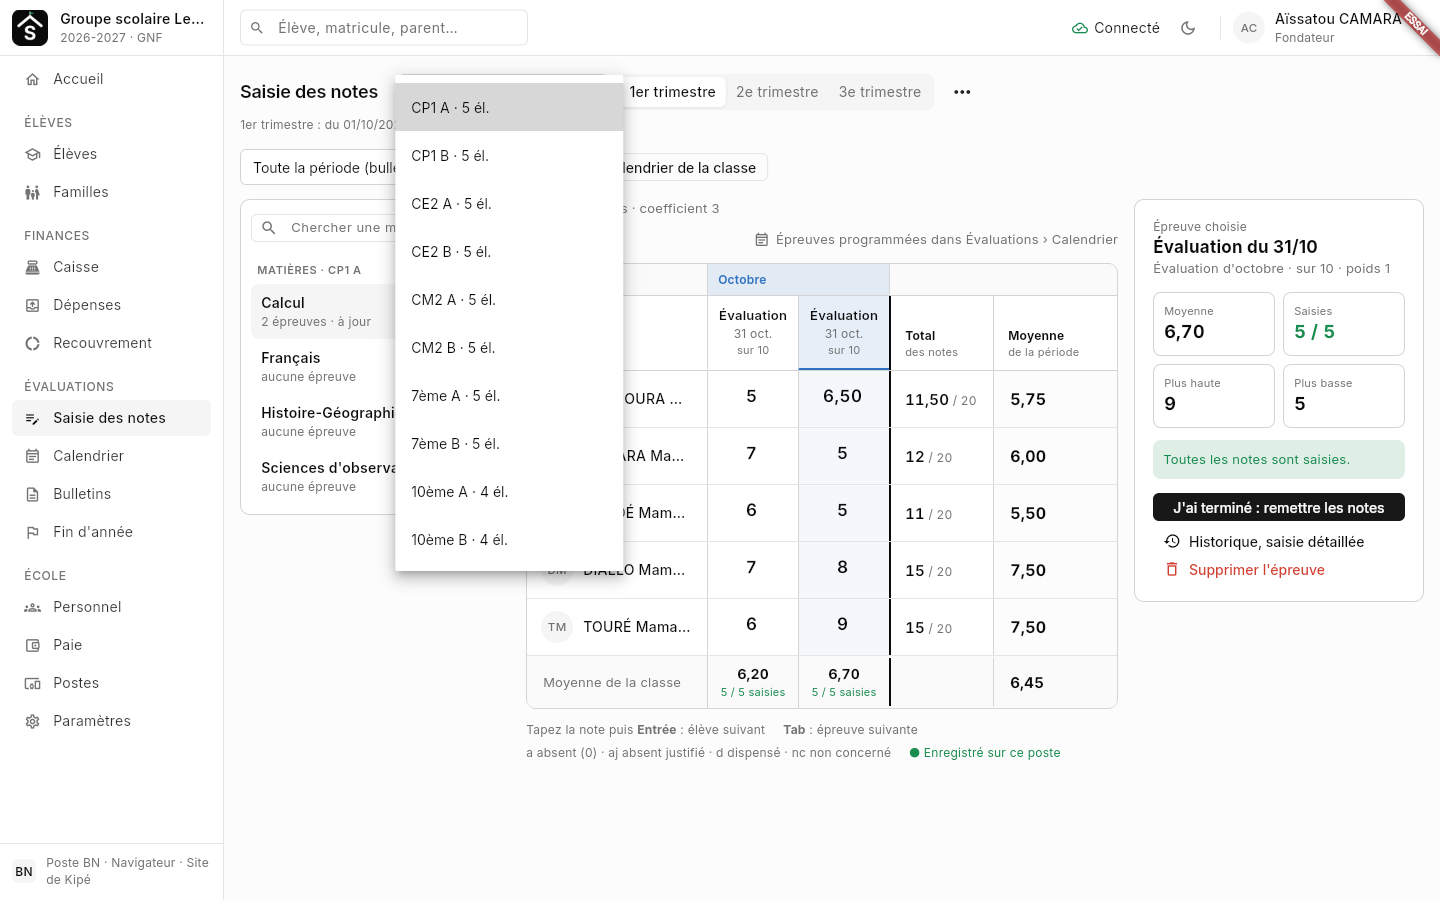 Groupe scolaire Le...
2026-2027 · GNF
Élève, matricule, parent...
Connecté
AC
Aïssatou CAMARA
Fondateur
ESSAI
Accueil
ÉLÈVES
Élèves
Familles
FINANCES
Caisse
Dépenses
Recouvrement
ÉVALUATIONS
Saisie des notes
Calendrier
Bulletins
Fin d'année
ÉCOLE
Personnel
Paie
Postes
Paramètres
BN
Poste BN · Navigateur · Site
de Kipé
Saisie des notes
1er trimestre
2e trimestre
3e trimestre
1er trimestre : du 01/10/20
Toute la période (bull
lendrier de la classe
CP1 A · 5 él.
CP1 B · 5 él.
CE2 A · 5 él.
CE2 B · 5 él.
CM2 A · 5 él.
CM2 B · 5 él.
7ème A · 5 él.
7ème B · 5 él.
10ème A · 4 él.
10ème B · 4 él.
Chercher une m
MATIÈRES · CP1 A
Calcul
2 épreuves · à jour
Français
aucune épreuve
Histoire-Géographi
aucune épreuve
Sciences d'observa
aucune épreuve
s · coefficient 3
Épreuves programmées dans Évaluations › Calendrier
Octobre
Évaluation
31 oct.
sur 10
Évaluation
31 oct.
sur 10
Total
des notes
Moyenne
de la période
OURA ... 5 6,50 11,50 / 20 5,75
ARA Ma... 7 5 12 / 20 6,00
DÉ Mam... 6 5 11 / 20 5,50
DIALLO Mam... 7 8 15 / 20 7,50
TM TOURÉ Mama... 6 9 15 / 20 7,50
Moyenne de la classe 6,20 6,70 6,45
5 / 5 saisies 5 / 5 saisies
Tapez la note puis Entrée : élève suivant Tab : épreuve suivante
a absent (0) · aj absent justifié · d dispensé · nc non concerné Enregistré sur ce poste
Épreuve choisie
Évaluation du 31/10
Évaluation d'octobre · sur 10 · poids 1
Moyenne
6,70
Saisies
5 / 5
Plus haute
9
Plus basse
5
Toutes les notes sont saisies.
J'ai terminé : remettre les notes
Historique, saisie détaillée
Supprimer l'épreuve